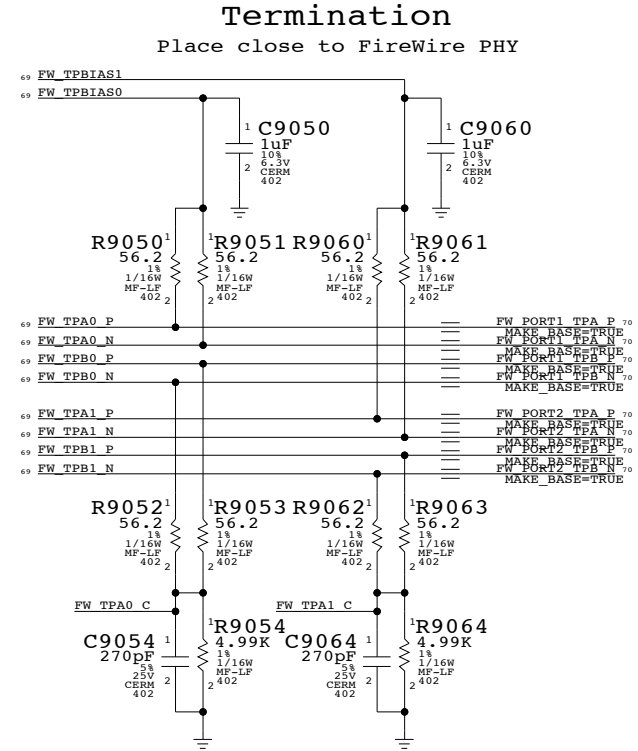 Termination
Place close to FireWire PHY
69 FW_TPBIAS1
69 FW_TPBIAS0
1 C9050
1uF
10%
6.3V
2 CERM
402
1 C9060
1uF
10%
6.3V
2 CERM
402
R9050 1
56.2
1%
1/16W
MF-LF
402 2
1 R9051
56.2
1%
1/16W
MF-LF
2 402
R9060 1
56.2
1%
1/16W
MF-LF
402 2
1 R9061
56.2
1%
1/16W
MF-LF
2 402
69 FW_TPA0_P
FW_PORT1_TPA_P 70
MAKE_BASE=TRUE
69 FW_TPA0_N
FW_PORT1_TPA_N 70
MAKE_BASE=TRUE
69 FW_TPB0_P
FW_PORT1_TPB_P 70
MAKE_BASE=TRUE
69 FW_TPB0_N
FW_PORT1_TPB_N 70
MAKE_BASE=TRUE
69 FW_TPA1_P
FW_PORT2_TPA_P 70
MAKE_BASE=TRUE
69 FW_TPA1_N
FW_PORT2_TPA_N 70
MAKE_BASE=TRUE
69 FW_TPB1_P
FW_PORT2_TPB_P 70
MAKE_BASE=TRUE
69 FW_TPB1_N
FW_PORT2_TPB_N 70
MAKE_BASE=TRUE
R9052 1
56.2
1%
1/16W
MF-LF
402 2
1 R9053
56.2
1%
1/16W
MF-LF
2 402
R9062 1
56.2
1%
1/16W
MF-LF
402 2
1 R9063
56.2
1%
1/16W
MF-LF
2 402
FW_TPA0_C
FW_TPA1_C
C9054 1
270pF
5%
25V
CERM 2
402
1 R9054
4.99K
1%
1/16W
MF-LF
2 402
C9064 1
270pF
5%
25V
CERM 2
402
1 R9064
4.99K
1%
1/16W
MF-LF
2 402